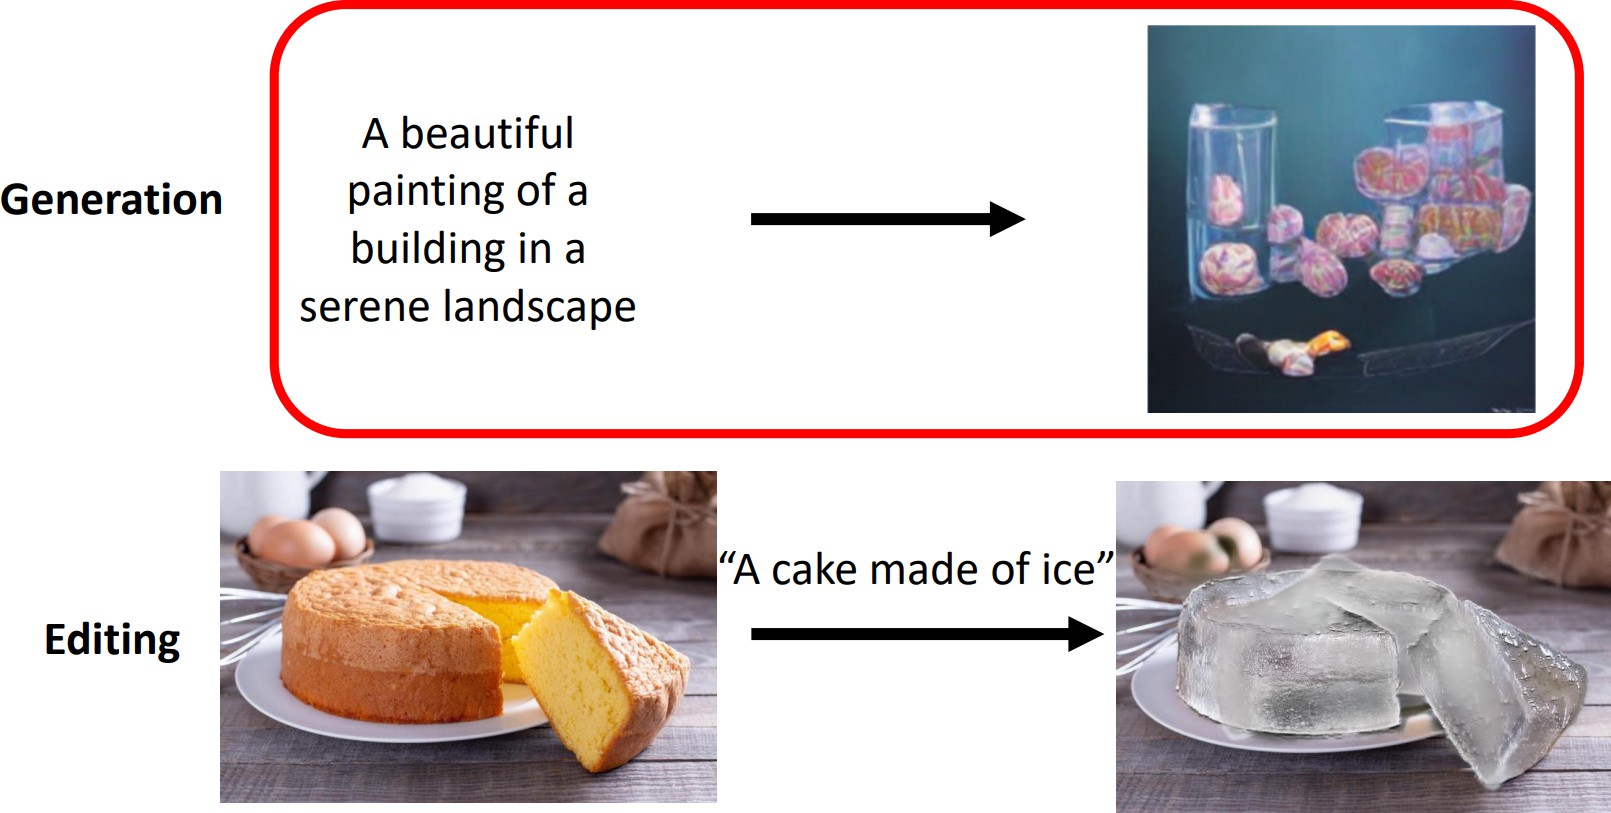 Generation
A beautiful
painting of a
building in a
serene landscape
Editing
“A cake made of ice”